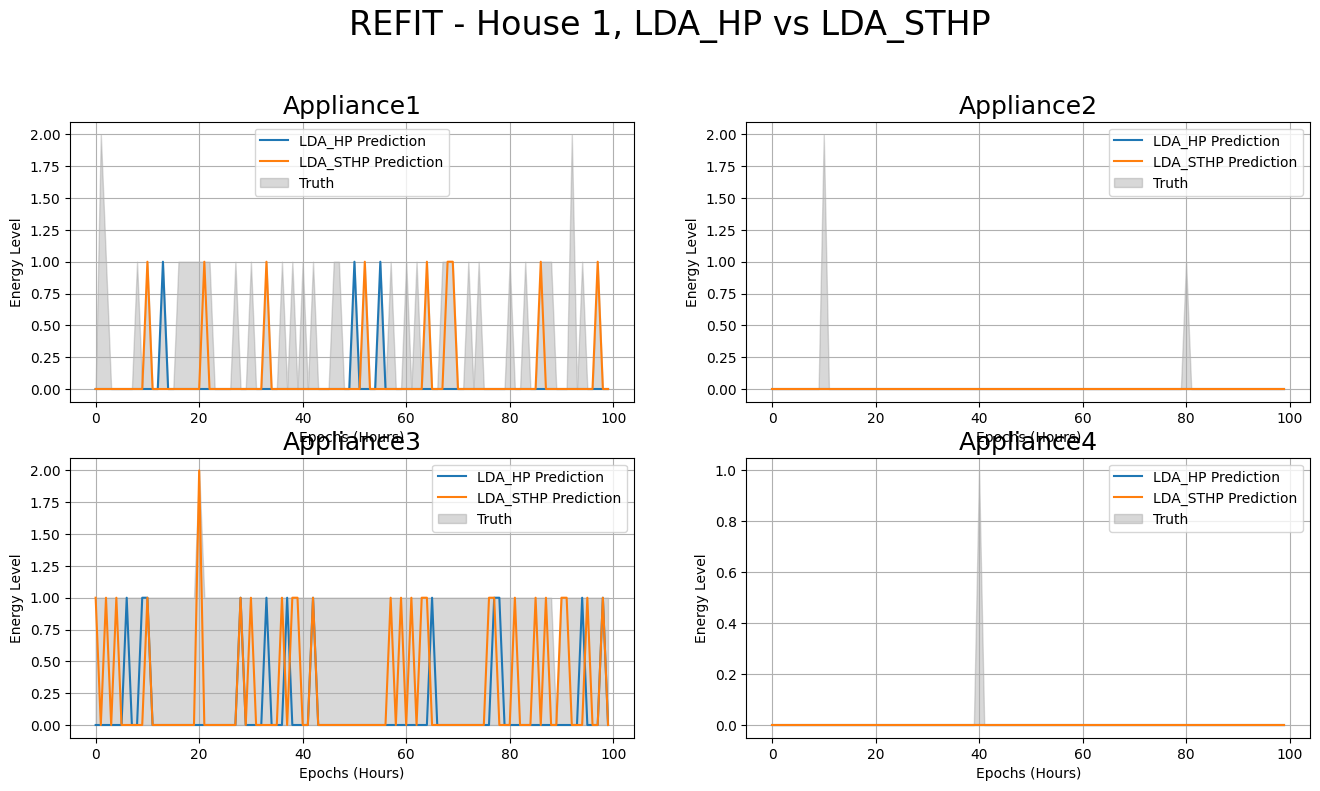 REFIT - House 1, LDA_HP vs LDA_STHP
Appliance1
Energy Level
2.00
1.75
1.50
1.25
1.00
0.75
0.50
0.25
0.00
LDA_HP Prediction
LDA_STHP Prediction
Truth
0 20 40 60 80 100
Epochs (Hours)
Appliance2
Energy Level
2.00
1.75
1.50
1.25
1.00
0.75
0.50
0.25
0.00
LDA_HP Prediction
LDA_STHP Prediction
Truth
0 20 40 60 80 100
Epochs (Hours)
Appliance3
Energy Level
2.00
1.75
1.50
1.25
1.00
0.75
0.50
0.25
0.00
LDA_HP Prediction
LDA_STHP Prediction
Truth
0 20 40 60 80 100
Epochs (Hours)
Appliance4
Energy Level
1.0
0.8
0.6
0.4
0.2
0.0
LDA_HP Prediction
LDA_STHP Prediction
Truth
0 20 40 60 80 100
Epochs (Hours)